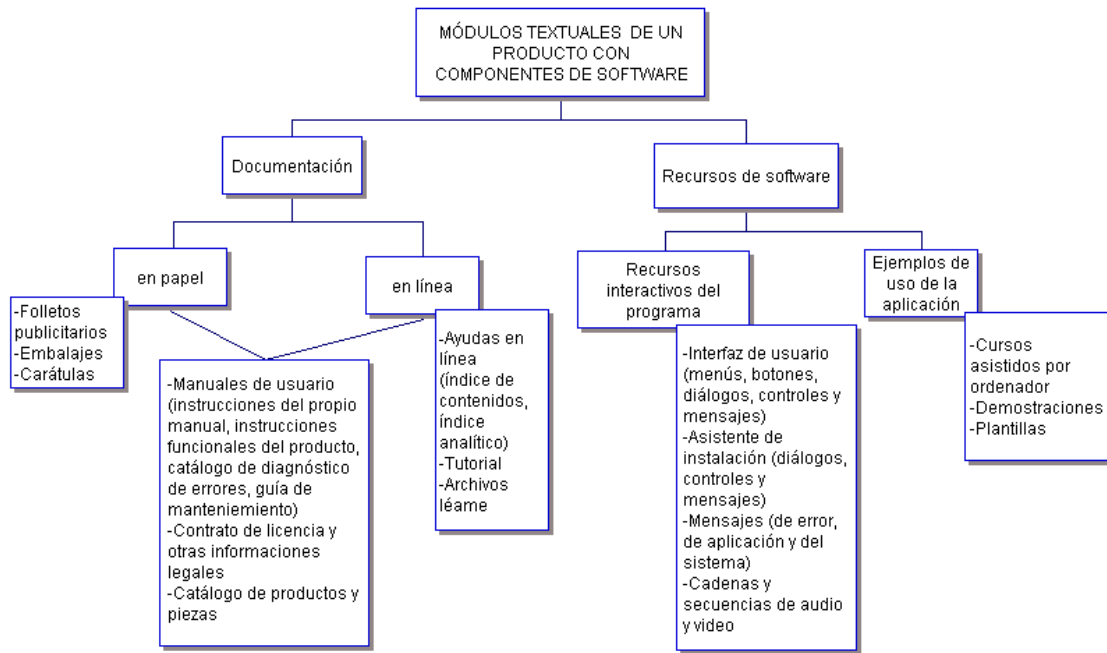 MÓDULOS TEXTUALES DE UN
PRODUCTO CON
COMPONENTES DE SOFTWARE
Documentación
Recursos de software
en papel
en línea
Recursos
interactivos del
programa
Ejemplos de
uso de la
aplicación
-Folletos
publicitarios
-Embalajes
-Carátulas
-Manuales de usuario
(instrucciones del propio
manual, instrucciones
funcionales del producto,
catálogo de diagnóstico
de errores, guía de
manteniemiento)
-Contrato de licencia y
otras informaciones
legales
-Catálogo de productos y
piezas
-Ayudas en
línea
(índice de
contenidos,
índice
analítico)
-Tutorial
-Archivos
léame
-Interfaz de usuario
(menús, botones,
diálogos, controles y
mensajes)
-Asistente de
instalación (diálogos,
controles y
mensajes)
-Mensajes (de error,
de aplicación y del
sistema)
-Cadenas y
secuencias de audio
y video
-Cursos
asistidos por
ordenador
-Demostraciones
-Plantillas